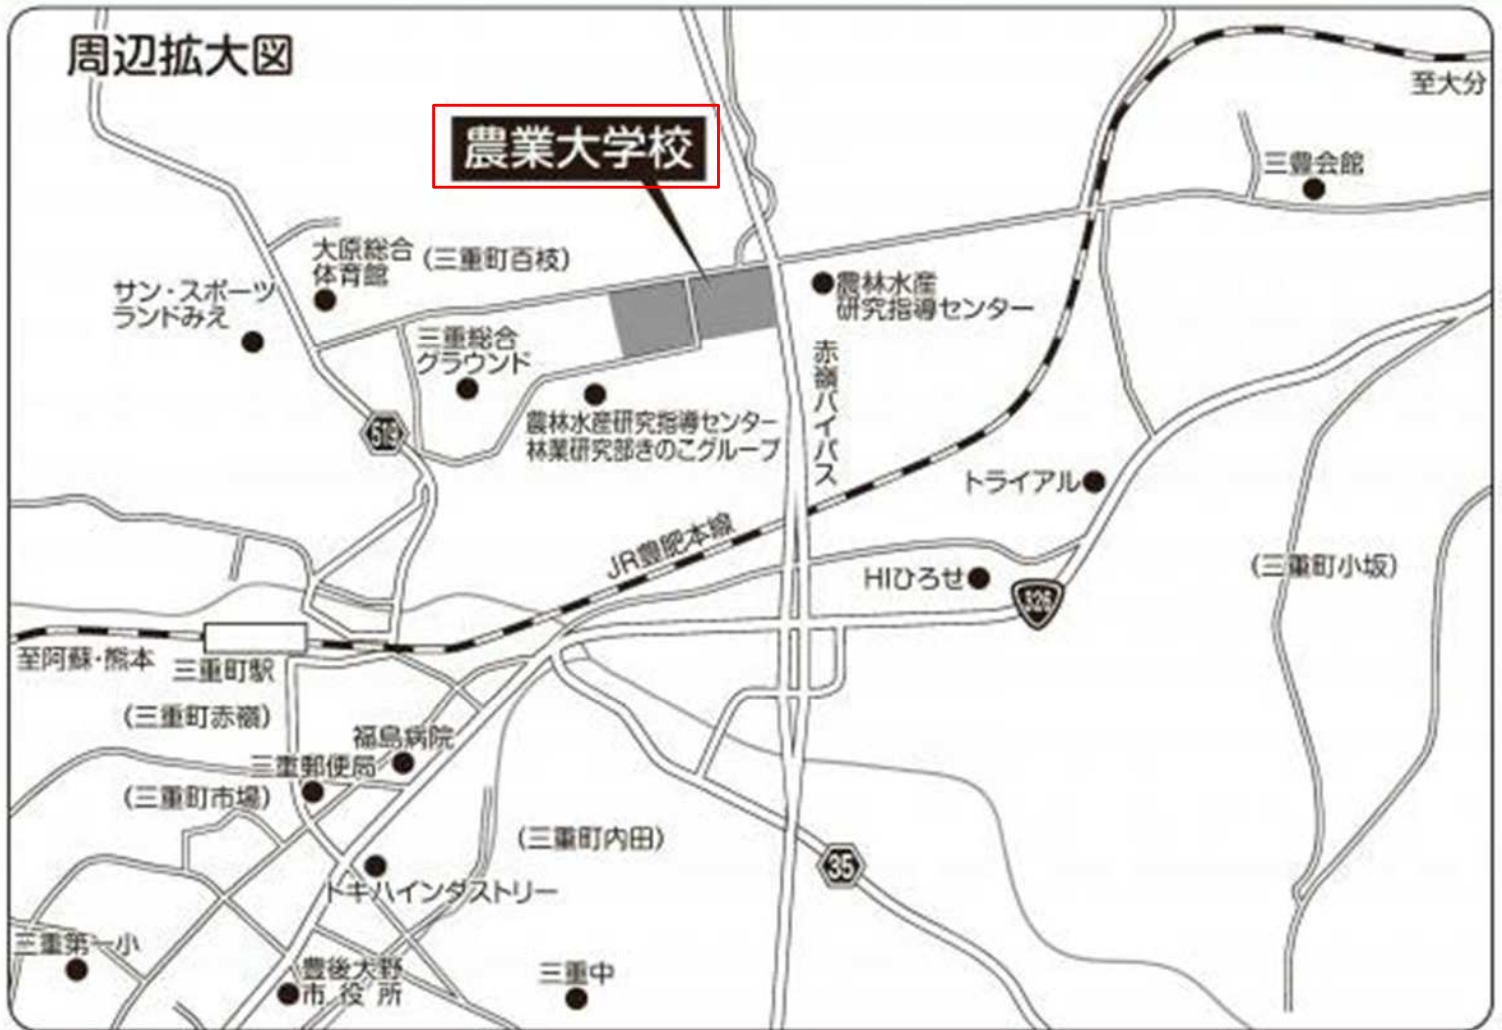 周辺拡大図
至大分
農業大学校
三豊会館
大原総合
体育館
(三重町百枝)
サン・スポーツ
ランドみえ
農林水産
研究指導センター
三重総合
グラウンド
赤嶺バイパス
農林水産研究指導センター
林業研究部きのこグループ
519
トライアル
JR豊肥本線
HIひろせ
326
(三重町小坂)
至阿蘇・熊本
三重町駅
(三重町赤嶺)
福島病院
三重郵便局
(三重町市場)
(三重町内田)
35
トキハインダストリー
三重第一小
豊後大野
市役所
三重中